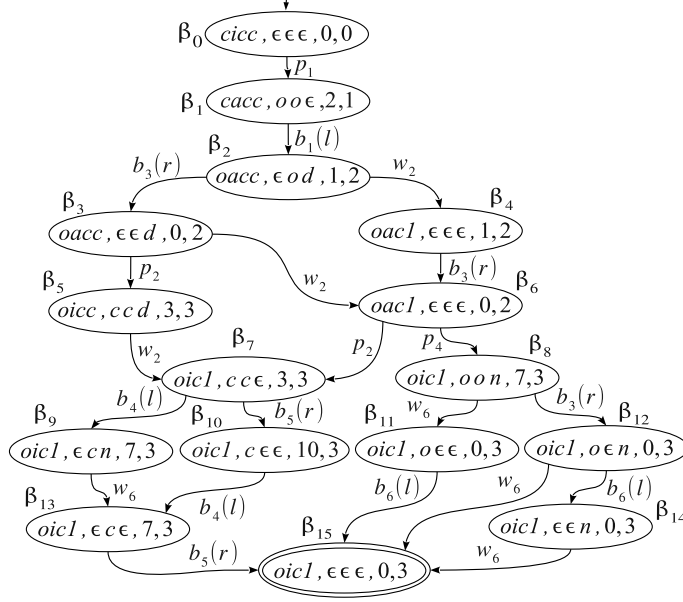 β₀ cicc, ϵϵϵ, 0,0
p₁
β₁ cacc, ooϵ, 2,1
b₁(l)
β₂ oacc, ϵod, 1,2
b₃(r)
w₂
β₃ oacc, ϵϵd, 0,2
β₄ oac1, ϵϵϵ, 1,2
p₂
w₂
b₃(r)
β₅ oicc, ccd, 3,3
β₆ oac1, ϵϵϵ, 0,2
w₂
p₂
p₄
β₇ oic1, ccϵ, 3,3
β₈ oic1, oon, 7,3
b₄(l)
b₅(r)
w₆
b₃(r)
β₉ oic1, ϵcn, 7,3
β₁₀ oic1, cϵϵ, 10,3
β₁₁ oic1, oϵϵ, 0,3
β₁₂ oic1, oϵn, 0,3
w₆
b₄(l)
b₆(l)
w₆
b₆(l)
β₁₃ oic1, ϵcϵ, 7,3
β₁₄ oic1, ϵϵn, 0,3
b₅(r)
w₆
β₁₅ oic1, ϵϵϵ, 0,3